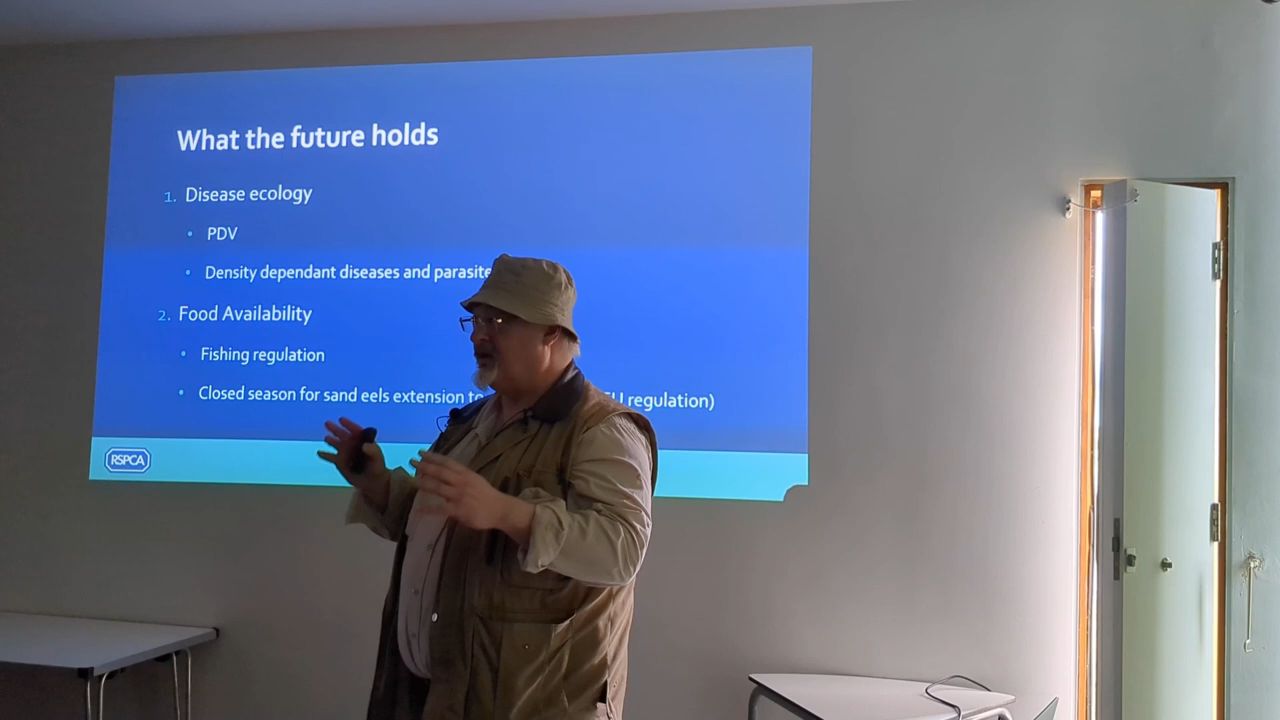 What the future holds
1. Disease ecology
• PDV
• Density dependant diseases and parasite
2. Food Availability
• Fishing regulation
• Closed season for sand eels extension to EU regulation)
RSPCA